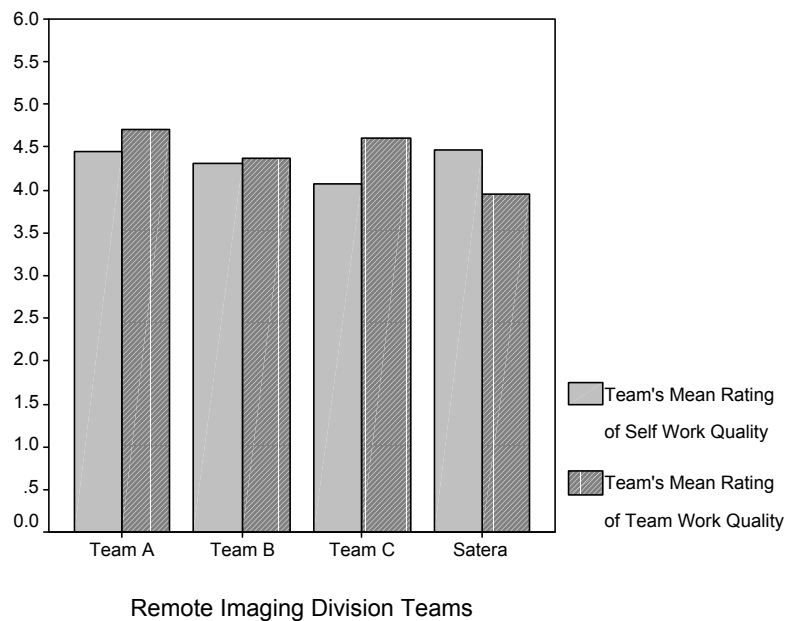 6.0
5.5
5.0
4.5
4.0
3.5
3.0
2.5
2.0
1.5
1.0
.5
0.0
Team A Team B Team C Satera
Remote Imaging Division Teams
Team's Mean Rating
of Self Work Quality
Team's Mean Rating
of Team Work Quality